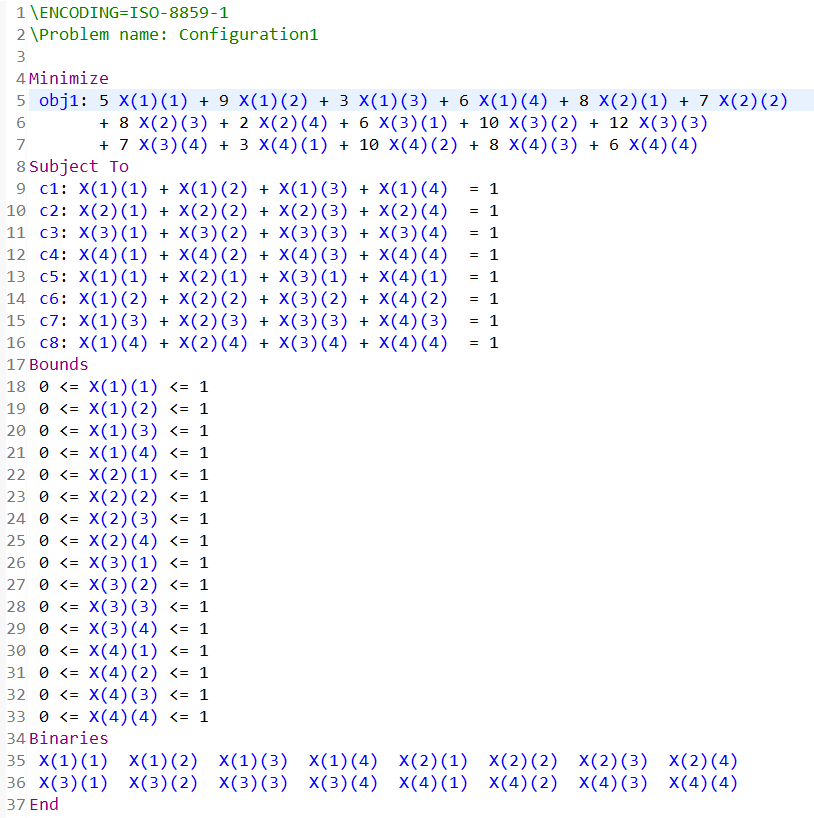 1 \ENCODING=ISO-8859-1
2 \Problem name: Configuration1
3
4 Minimize
5 obj1: 5 X(1)(1) + 9 X(1)(2) + 3 X(1)(3) + 6 X(1)(4) + 8 X(2)(1) + 7 X(2)(2)
6 + 8 X(2)(3) + 2 X(2)(4) + 6 X(3)(1) + 10 X(3)(2) + 12 X(3)(3)
7 + 7 X(3)(4) + 3 X(4)(1) + 10 X(4)(2) + 8 X(4)(3) + 6 X(4)(4)
8 Subject To
9 c1: X(1)(1) + X(1)(2) + X(1)(3) + X(1)(4) = 1
10 c2: X(2)(1) + X(2)(2) + X(2)(3) + X(2)(4) = 1
11 c3: X(3)(1) + X(3)(2) + X(3)(3) + X(3)(4) = 1
12 c4: X(4)(1) + X(4)(2) + X(4)(3) + X(4)(4) = 1
13 c5: X(1)(1) + X(2)(1) + X(3)(1) + X(4)(1) = 1
14 c6: X(1)(2) + X(2)(2) + X(3)(2) + X(4)(2) = 1
15 c7: X(1)(3) + X(2)(3) + X(3)(3) + X(4)(3) = 1
16 c8: X(1)(4) + X(2)(4) + X(3)(4) + X(4)(4) = 1
17 Bounds
18 0 <= X(1)(1) <= 1
19 0 <= X(1)(2) <= 1
20 0 <= X(1)(3) <= 1
21 0 <= X(1)(4) <= 1
22 0 <= X(2)(1) <= 1
23 0 <= X(2)(2) <= 1
24 0 <= X(2)(3) <= 1
25 0 <= X(2)(4) <= 1
26 0 <= X(3)(1) <= 1
27 0 <= X(3)(2) <= 1
28 0 <= X(3)(3) <= 1
29 0 <= X(3)(4) <= 1
30 0 <= X(4)(1) <= 1
31 0 <= X(4)(2) <= 1
32 0 <= X(4)(3) <= 1
33 0 <= X(4)(4) <= 1
34 Binaries
35 X(1)(1) X(1)(2) X(1)(3) X(1)(4) X(2)(1) X(2)(2) X(2)(3) X(2)(4)
36 X(3)(1) X(3)(2) X(3)(3) X(3)(4) X(4)(1) X(4)(2) X(4)(3) X(4)(4)
37 End